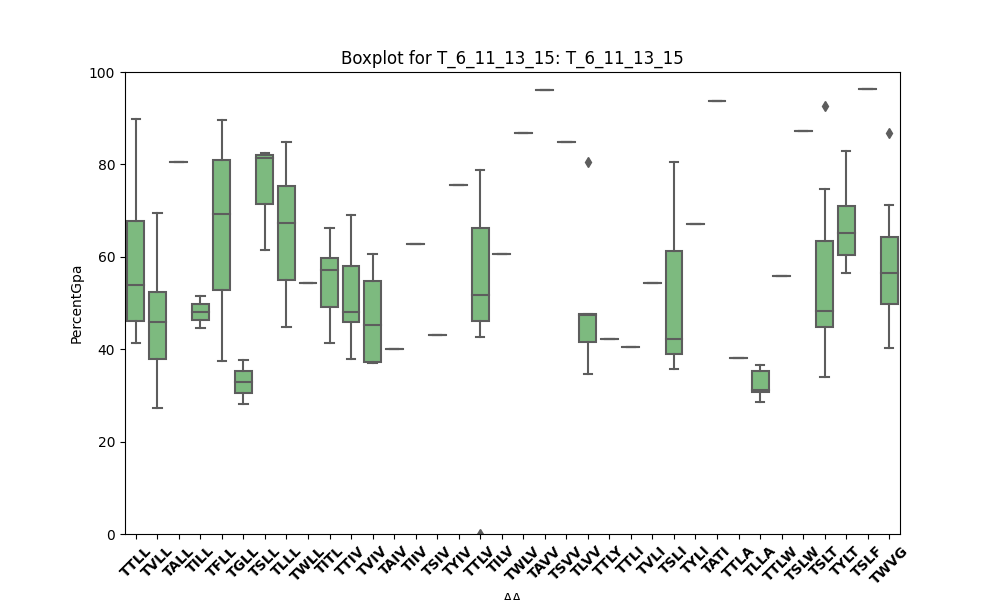 Boxplot for T_6_11_13_15: T_6_11_13_15
PercentGpa
100
80
60
40
20
0
TTLL
TVLL
TALL
TILL
TFLL
TGLL
TSLL
TLLL
TWLL
TITL
TTIV
TVIV
TAIV
TIIV
TSIV
TYIV
TTLV
TILV
TWLV
TAVV
TSVV
TLVV
TTLY
TTLI
TVLI
TSLI
TYLI
TATI
TTLA
TLLA
TTLW
TSLW
TSLT
TYLT
TSLF
TWVG
AA